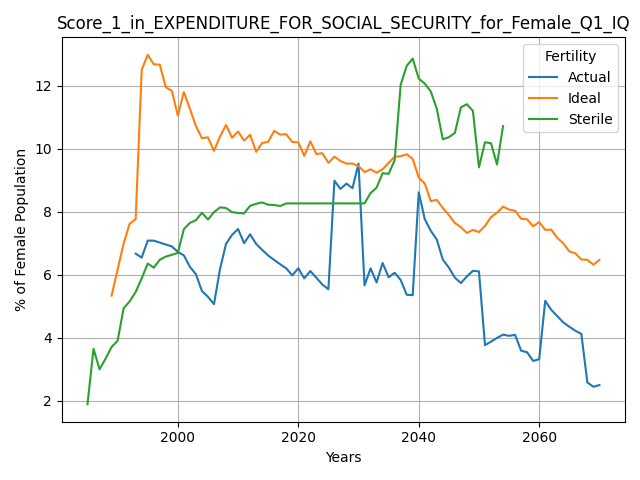 Score_1_in_EXPENDITURE_FOR_SOCIAL_SECURITY_for_Female_Q1_IQ
Fertility
Actual
Ideal
Sterile
% of Female Population
12
10
8
6
4
2
2000
2020
2040
2060
Years